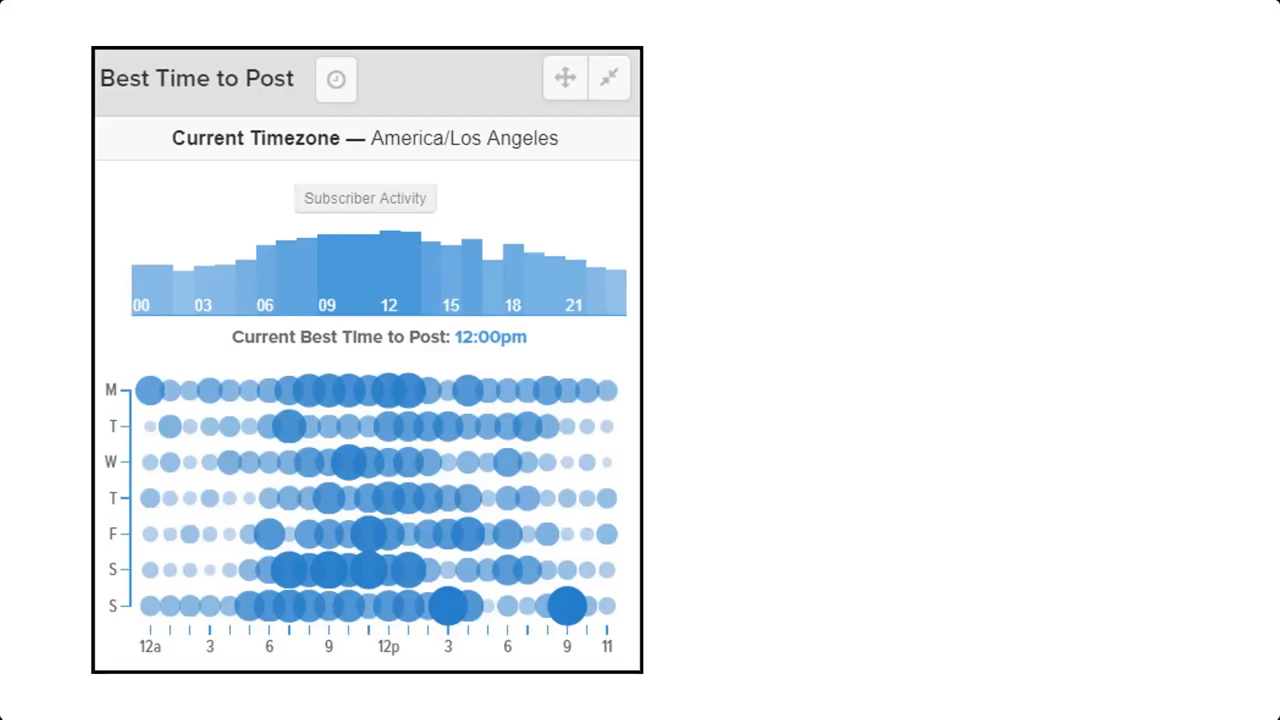 Best Time to Post
Current Timezone — America/Los Angeles
Subscriber Activity
00 03 06 09 12 15 18 21
Current Best TIme to Post: 12:00pm
M
T
W
T
F
S
S
12a 3 6 9 12p 3 6 9 11